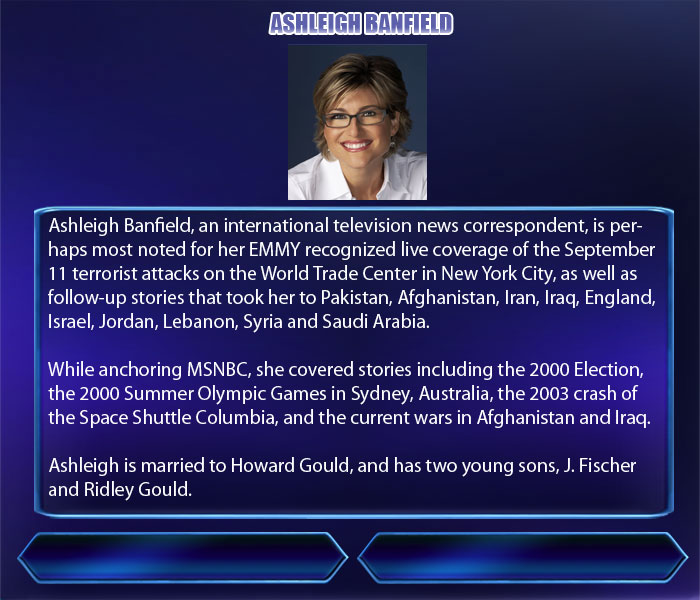 ASHLEIGH BANFIELD
Ashleigh Banfield, an international television news correspondent, is per-
haps most noted for her EMMY recognized live coverage of the September
11 terrorist attacks on the World Trade Center in New York City, as well as
follow-up stories that took her to Pakistan, Afghanistan, Iran, Iraq, England,
Israel, Jordan, Lebanon, Syria and Saudi Arabia.
While anchoring MSNBC, she covered stories including the 2000 Election,
the 2000 Summer Olympic Games in Sydney, Australia, the 2003 crash of
the Space Shuttle Columbia, and the current wars in Afghanistan and Iraq.
Ashleigh is married to Howard Gould, and has two young sons, J. Fischer
and Ridley Gould.